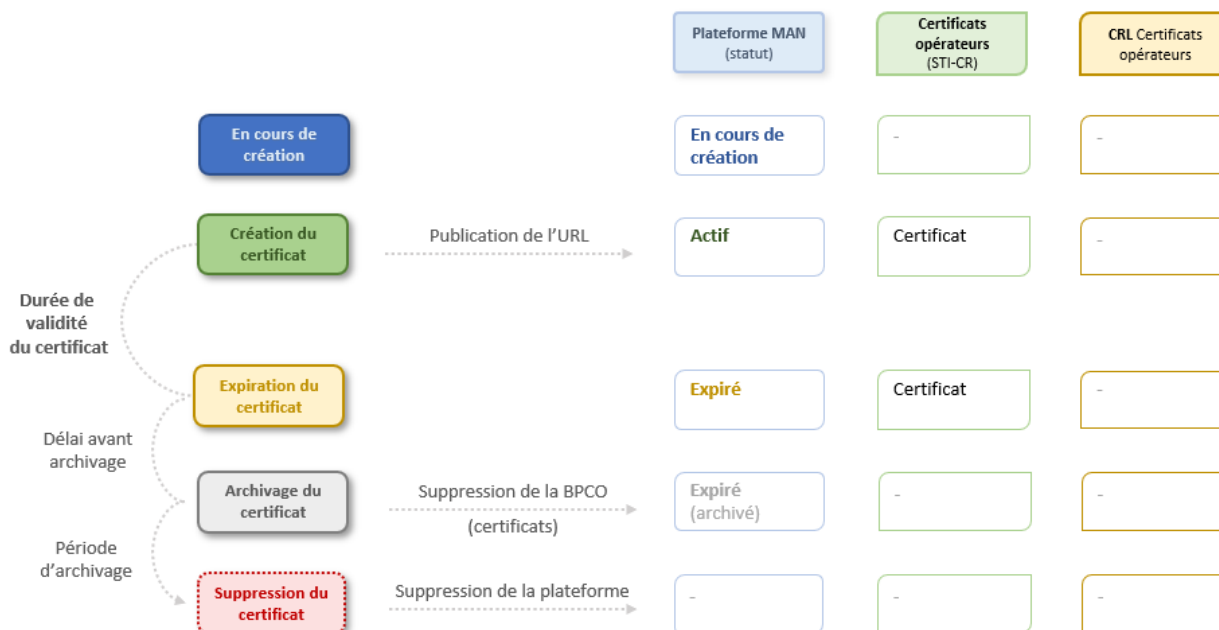 Plateforme MAN
(statut)
Certificats
opérateurs
(STI-CR)
CRL Certificats
opérateurs
En cours de
création
En cours de
création
-
-
Création du
certificat
Publication de l'URL
Actif
Certificat
-
Durée de
validité
du certificat
Expiration du
certificat
Expiré
Certificat
-
Délai avant
archivage
Archivage du
certificat
Suppression de la BPCO
(certificats)
Expiré
(archivé)
-
-
Période
d'archivage
Suppression du
certificat
Suppression de la plateforme
-
-
-